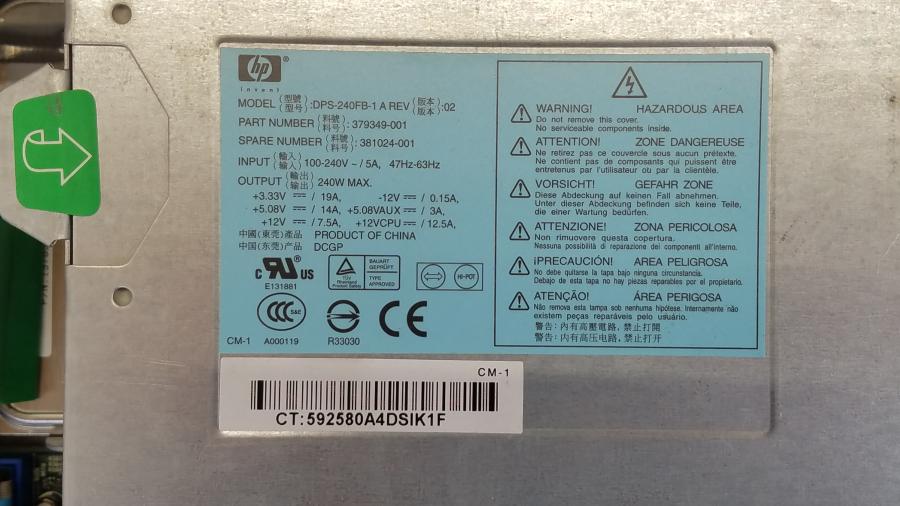 hp
invent
MODEL (型號/型号) :DPS-240FB-1 A REV (版本/版本) :02
PART NUMBER (料號/料号) : 379349-001
SPARE NUMBER (料號/料号) : 381024-001
INPUT (輸入/输入) 100-240V ~ / 5A, 47Hz-63Hz
OUTPUT (輸出/输出) 240W MAX.
+3.33V / 19A, -12V / 0.15A,
+5.08V / 14A, +5.08VAUX / 3A,
+12V / 7.5A, +12VCPU / 12.5A,
中國(東莞)產品 PRODUCT OF CHINA
中国(东莞)产品 DCGP
C RU US
E131881
TÜV
Rheinland
Product Safety
BAUART
GEPRÜFT
TYPE
APPROVED
HI-POT
CCC S&E
CE
CM-1 A000119 R33030
WARNING! HAZARDOUS AREA
Do not remove this cover.
No serviceable components inside.
ATTENTION! ZONE DANGEREUSE
Ne retirez pas ce couvercle sous aucun prétexte.
Ne contient pas de composants qui puissent être
entretenus par l'utilisateur ou par la clientèle.
VORSICHT! GEFAHR ZONE
Diese Abdeckung auf keinen Fall abnehmen.
Unter dieser Abdeckung befinden sich keine Teile,
die einer Wartung bedürfen.
ATTENZIONE! ZONA PERICOLOSA
Non rimuovere questa copertura.
Nessuna possibilità di reparazione dei componenti all'interno.
¡PRECAUCIÓN! AREA PELIGROSA
No debe quitarse la tapa bajo ninguna circunstancia.
Debajo de esta tapa no hay piezas reparables por el propietario.
ATENÇÃO! ÁREA PERIGOSA
Não remova esta tampa sob nenhuma hipótese. Internamente não
existem peças reparáveis pelo usuário.
警告: 內有高壓電路, 禁止打開
警告: 内有高压电路, 禁止打开
CM-1
CT:592580A4DSIK1F